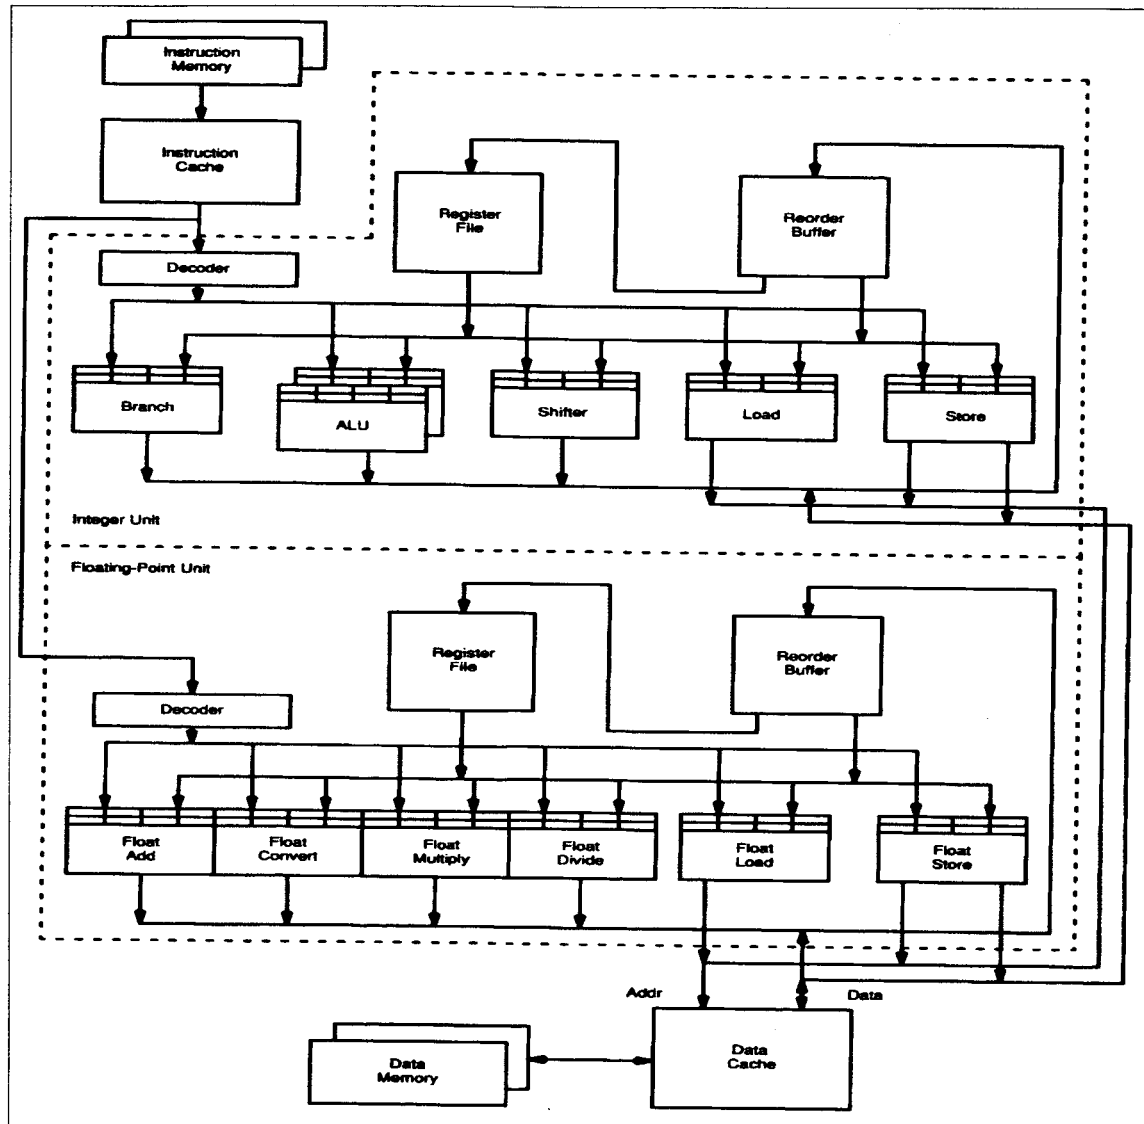 Instruction
Memory
Instruction
Cache
Register
File
Reorder
Buffer
Decoder
Branch
ALU
Shifter
Load
Store
Integer Unit
Floating-Point Unit
Register
File
Reorder
Buffer
Decoder
Float
Add
Float
Convert
Float
Multiply
Float
Divide
Float
Load
Float
Store
Addr
Data
Data
Memory
Data
Cache